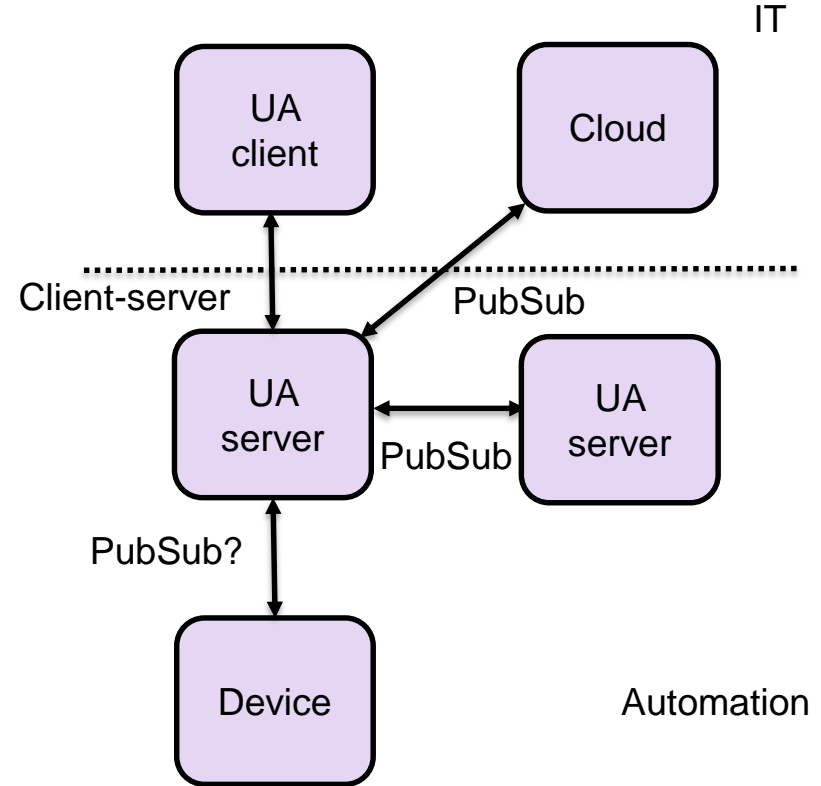 IT
UA
client
Cloud
Client-server
PubSub
UA
server
PubSub
UA
server
PubSub?
Device
Automation